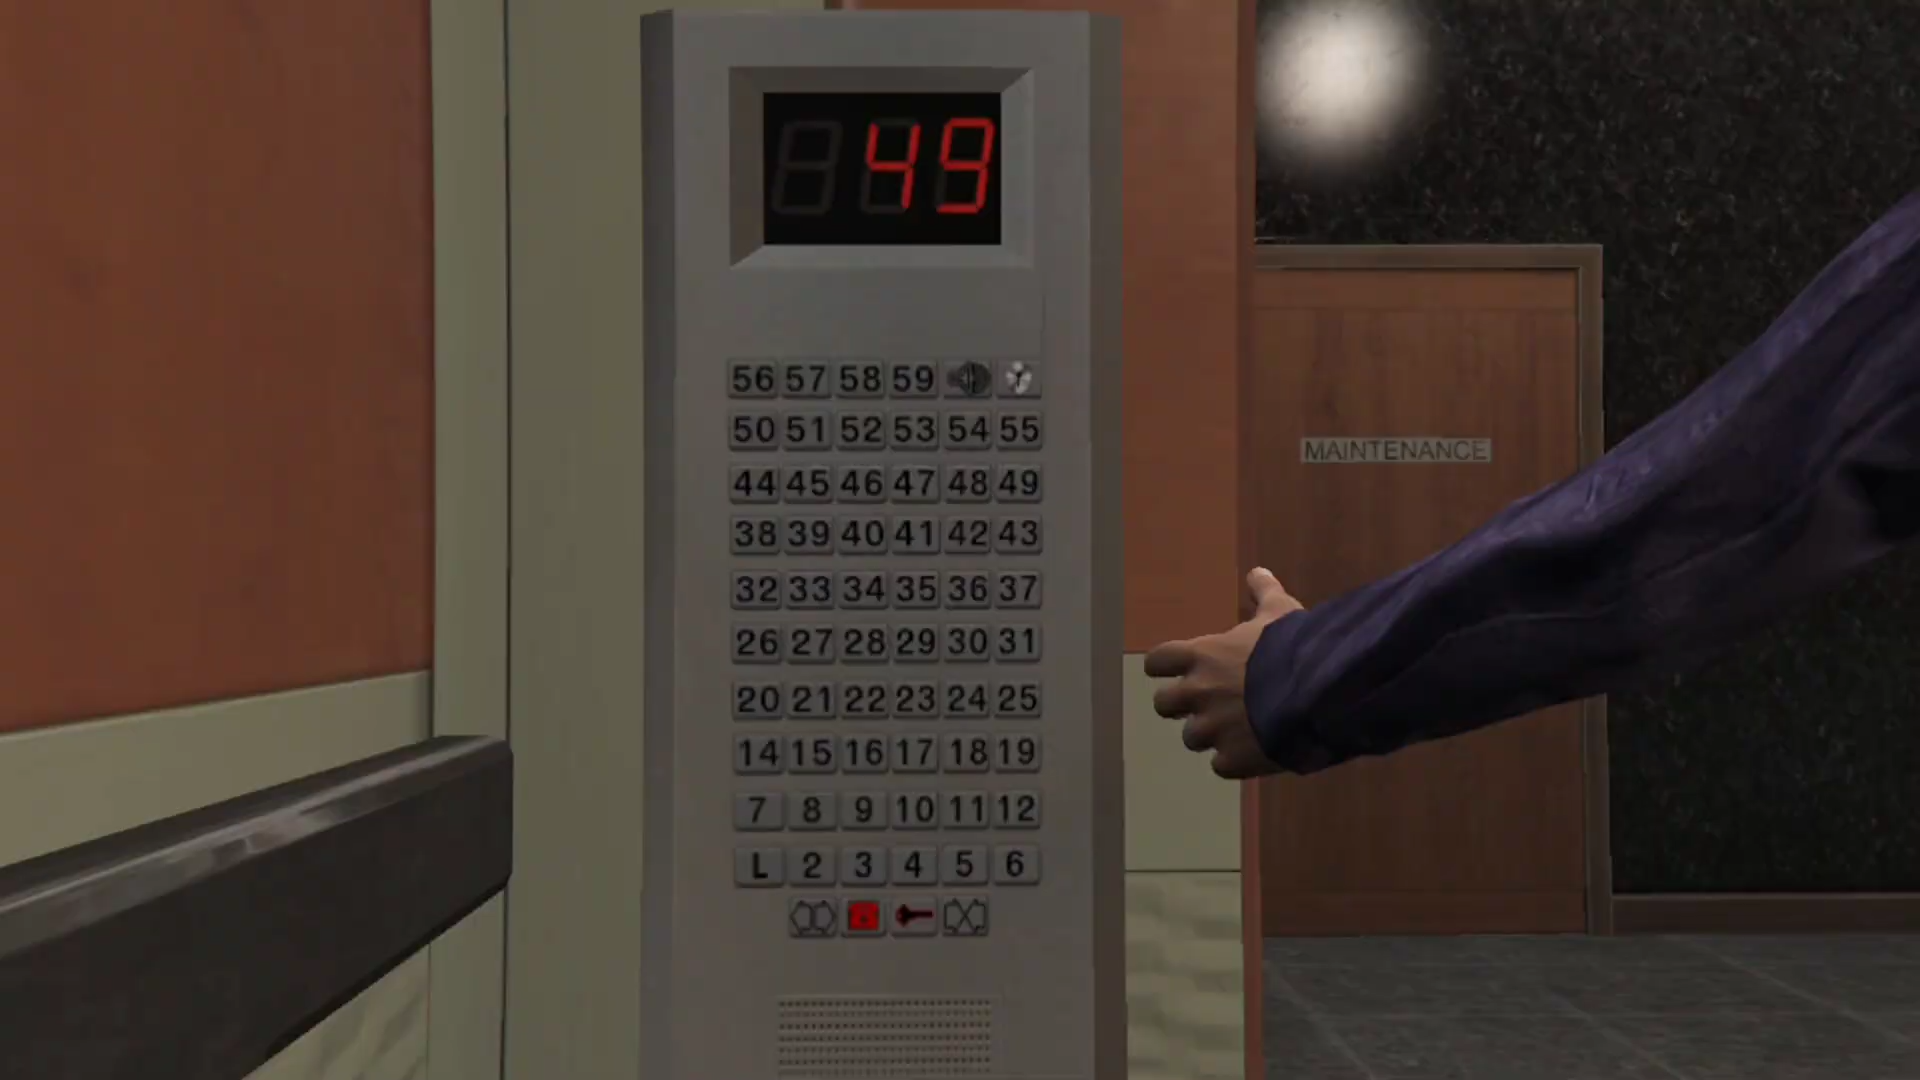 49
56 57 58 59
50 51 52 53 54 55
44 45 46 47 48 49
38 39 40 41 42 43
32 33 34 35 36 37
26 27 28 29 30 31
20 21 22 23 24 25
14 15 16 17 18 19
7 8 9 10 11 12
L 2 3 4 5 6
MAINTENANCE